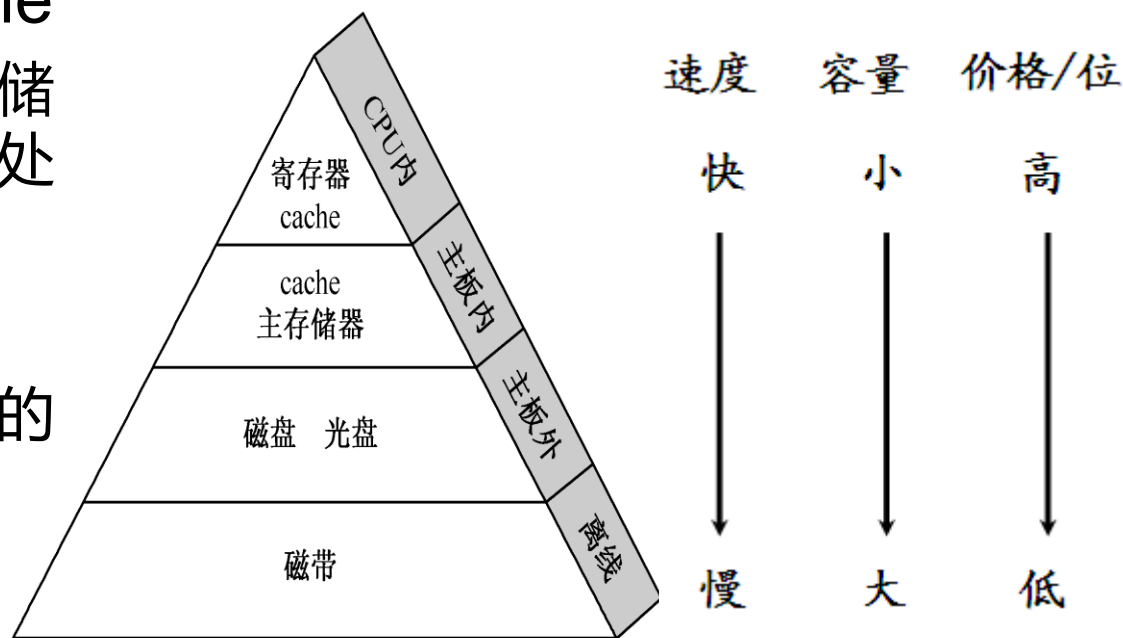 储
处
的
寄存器
cache
cache
主存储器
磁盘 光盘
磁带
CPU内
主板内
主板外
离线
速度 容量 价格/位
快 小 高
慢 大 低